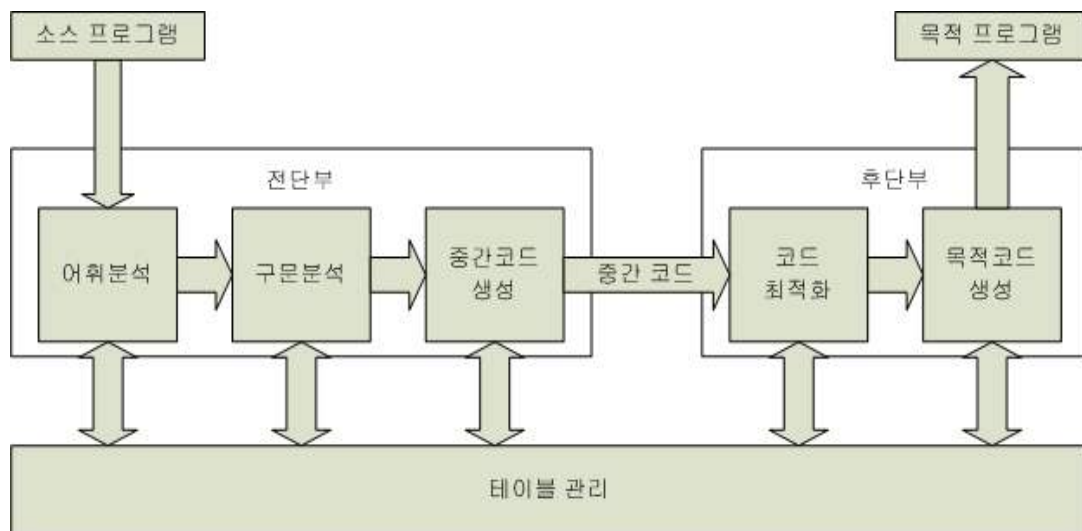 소스 프로그램
목적 프로그램
전단부
후단부
어휘분석
구문분석
중간코드
생성
중간 코드
코드
최적화
목적코드
생성
테이블 관리